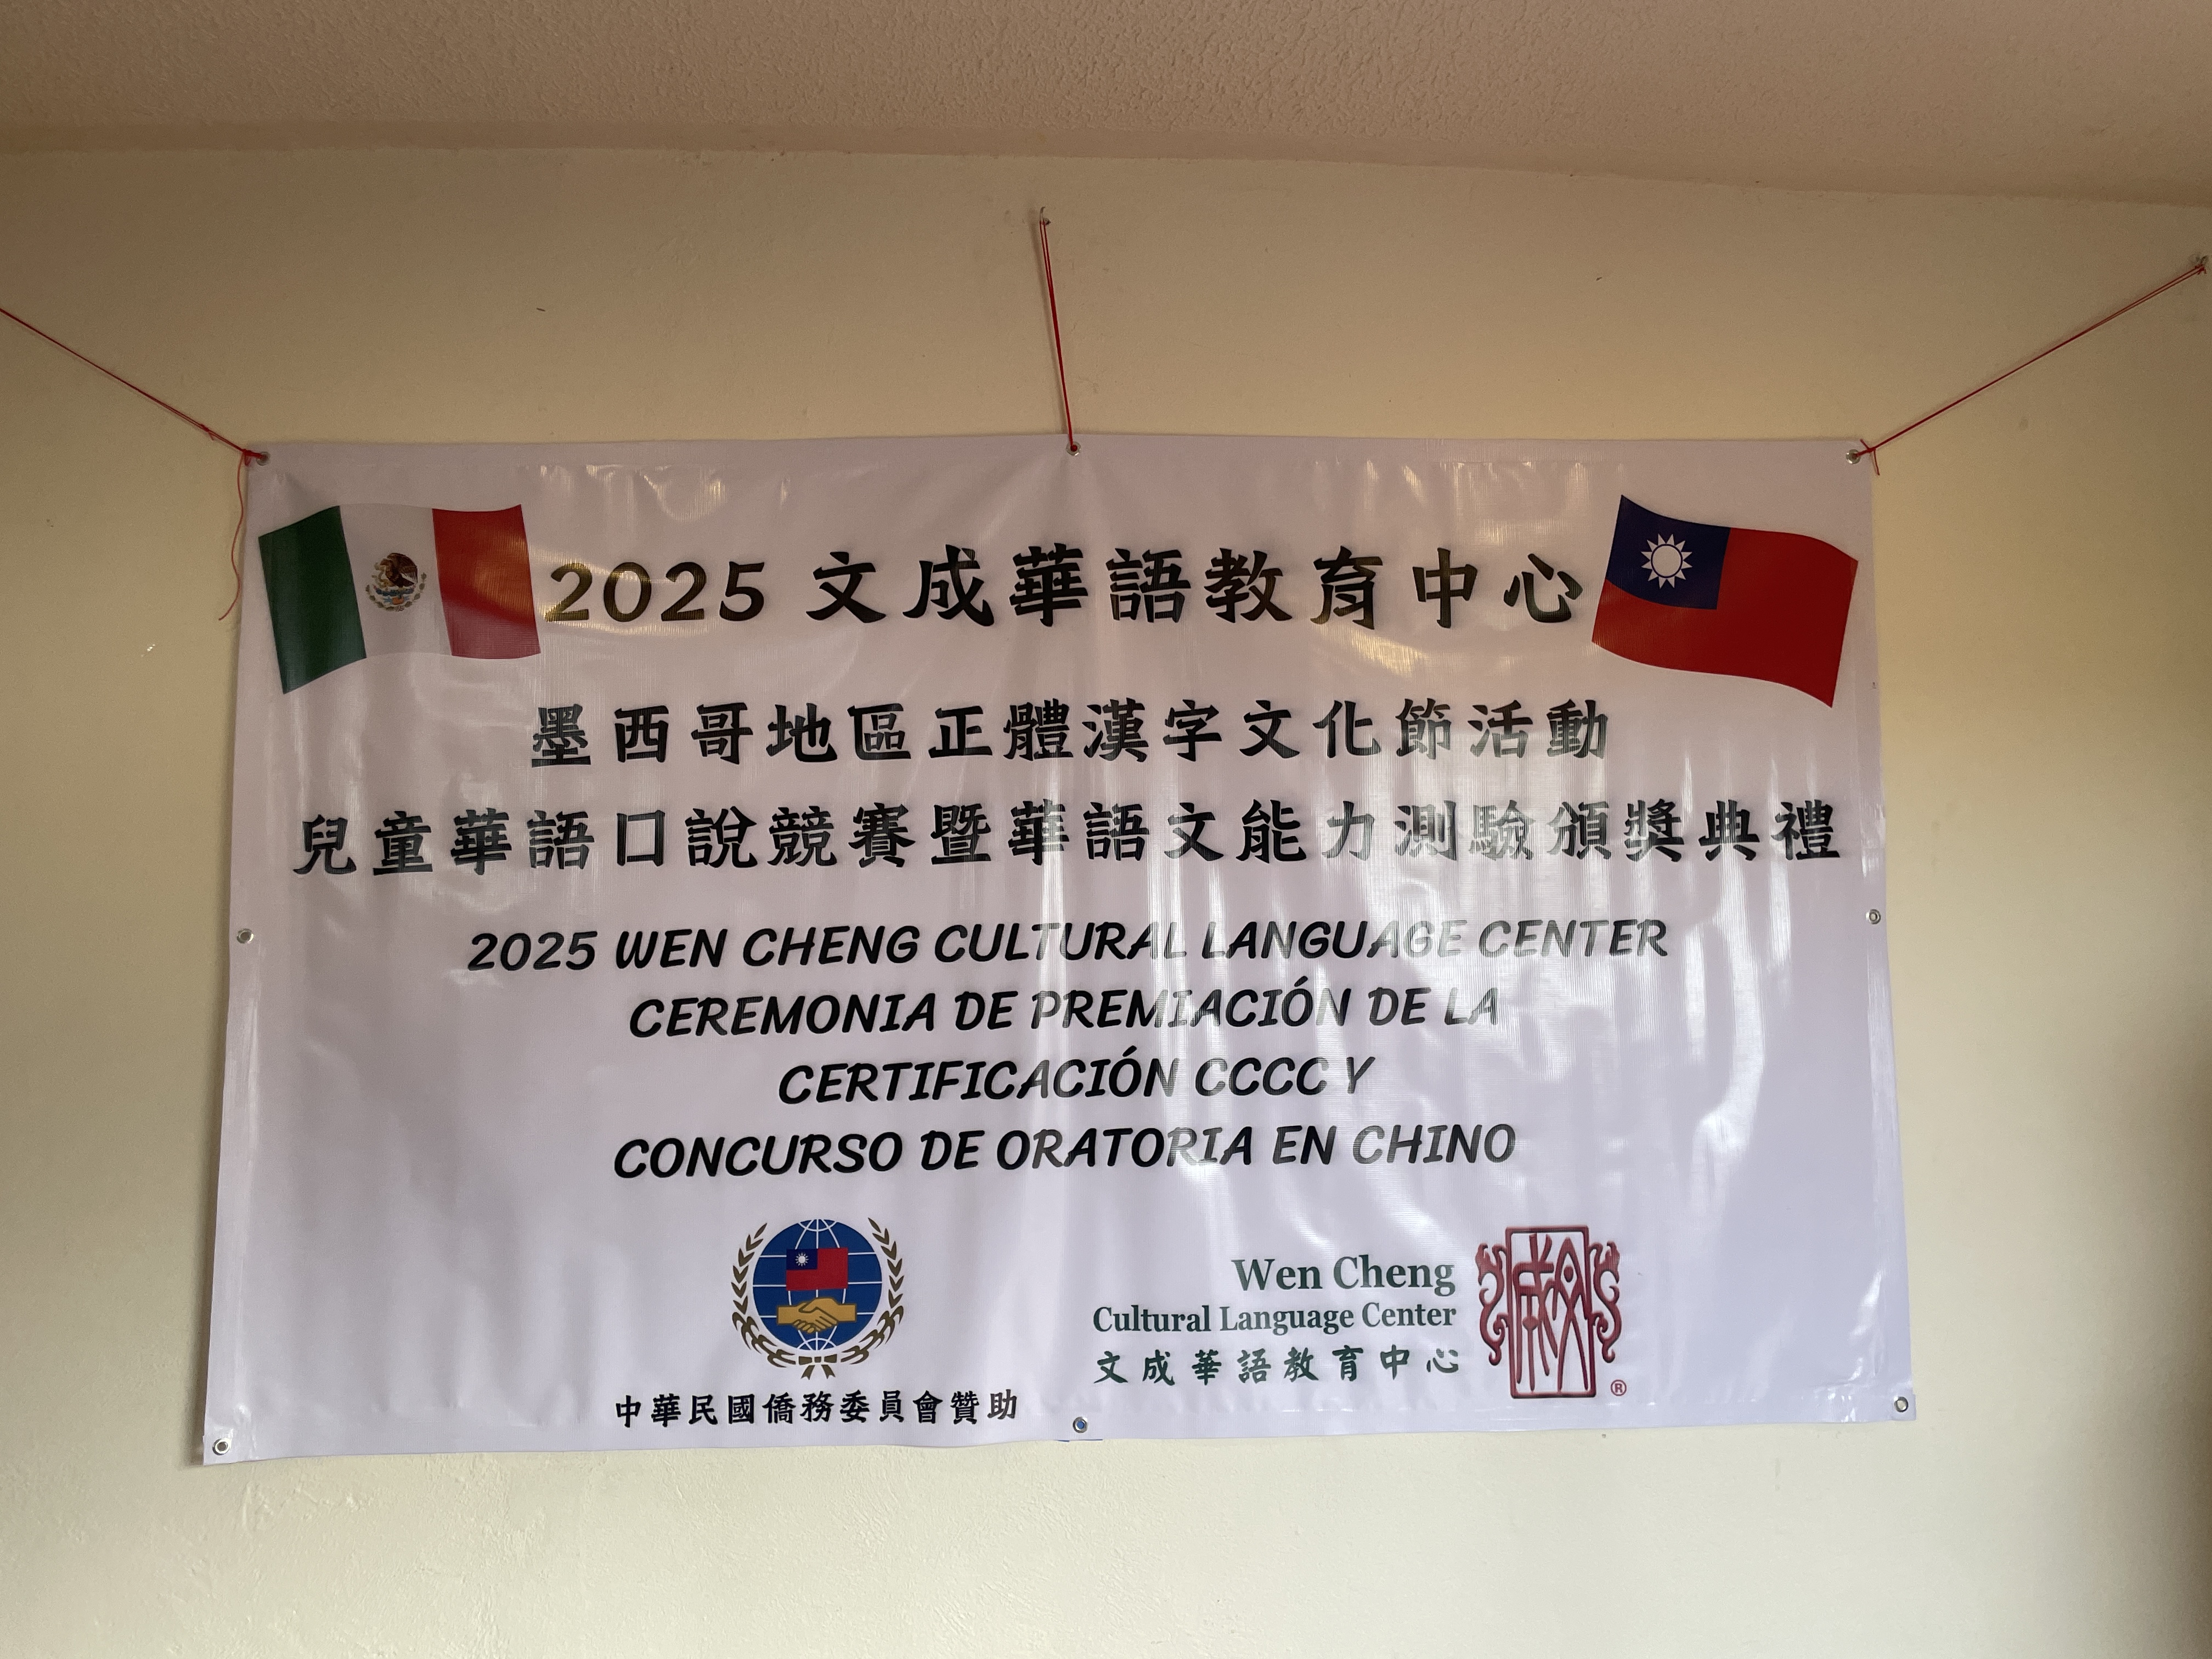 2025 文成華語教育中心
墨西哥地區正體漢字文化節活動
兒童華語口說競賽暨華語文能力測驗頒獎典禮
2025 WEN CHENG CULTURAL LANGUAGE CENTER
CEREMONIA DE PREMIACIÓN DE LA
CERTIFICACIÓN CCCC Y
CONCURSO DE ORATORIA EN CHINO
中華民國僑務委員會贊助
Wen Cheng
Cultural Language Center
文成華語教育中心
®